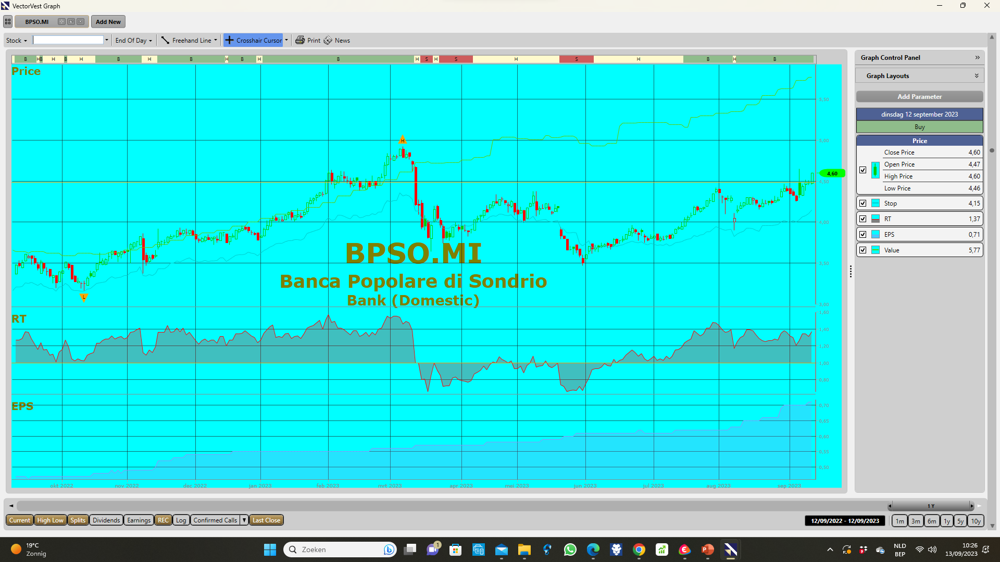 VectorVest Graph
BPSO.MI
Add New
Stock
End Of Day
Freehand Line
Crosshair Cursor
Print
News
B HB H B H B H B H B H B H S H S H S H B H B
Price
5,50
5,00
4,60
4,50
4,00
3,50
3,00
H
L
BPSO.MI
Banca Popolare di Sondrio
Bank (Domestic)
RT
1,60
1,40
1,20
1,00
0,80
EPS
0,70
0,65
0,60
0,55
0,50
okt 2022 nov 2022 dec 2022 jan 2023 feb 2023 mrt 2023 apr 2023 mei 2023 jun 2023 jul 2023 aug 2023 sep 2023
Graph Control Panel
Graph Layouts
Add Parameter
dinsdag 12 september 2023
Buy
Price
Close Price 4,60
Open Price 4,47
High Price 4,60
Low Price 4,46
Stop 4,15
RT 1,37
EPS 0,71
Value 5,77
1 Y
Current High Low Splits Dividends Earnings REC Log Confirmed Calls Last Close
12/09/2022 - 12/09/2023
1m 3m 6m 1y 5y 10y
19°C
Zonnig
Zoeken
1
NLD
BEP
10:26
13/09/2023